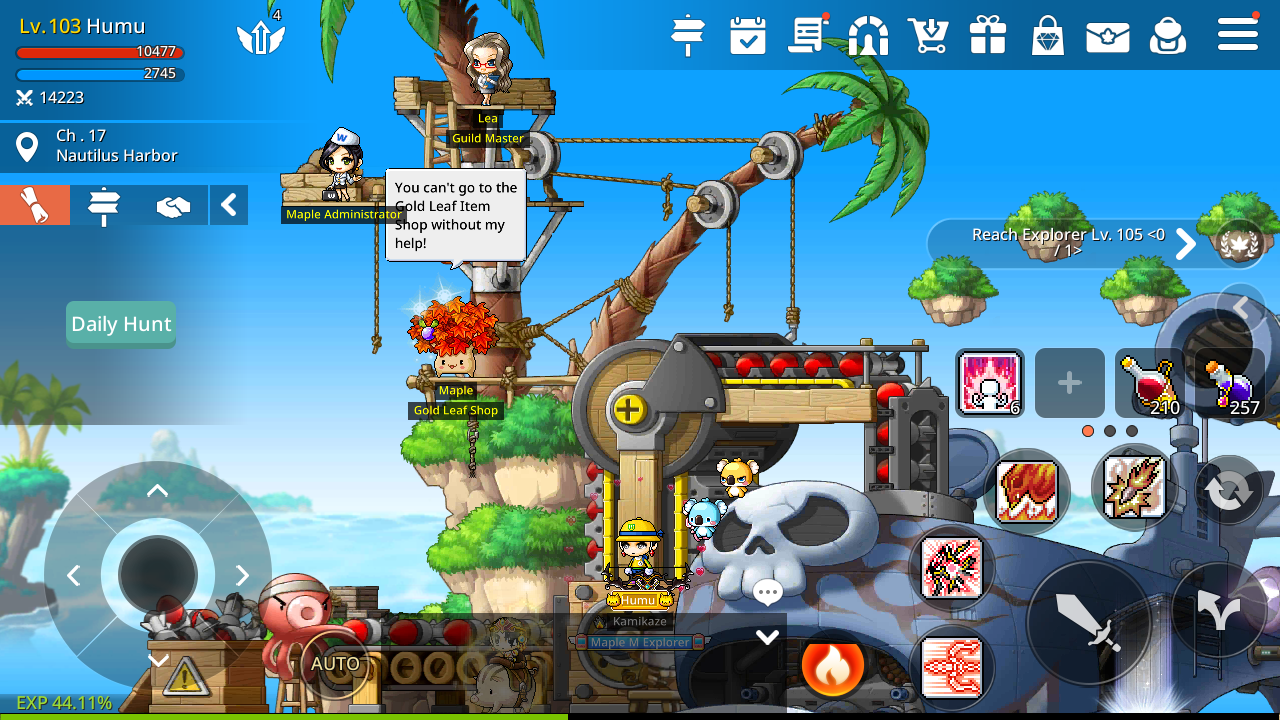 Lv.103 Humu
4
10477
2745
14223
Ch . 17
Nautilus Harbor
Lea
Guild Master
W
Maple Administrator
You can't go to the
Gold Leaf Item
Shop without my
help!
Reach Explorer Lv. 105 <0
/ 1>
Daily Hunt
Maple
Gold Leaf Shop
6
210
257
Humu
Kamikaze
Maple M Explorer
AUTO
EXP 44.11%